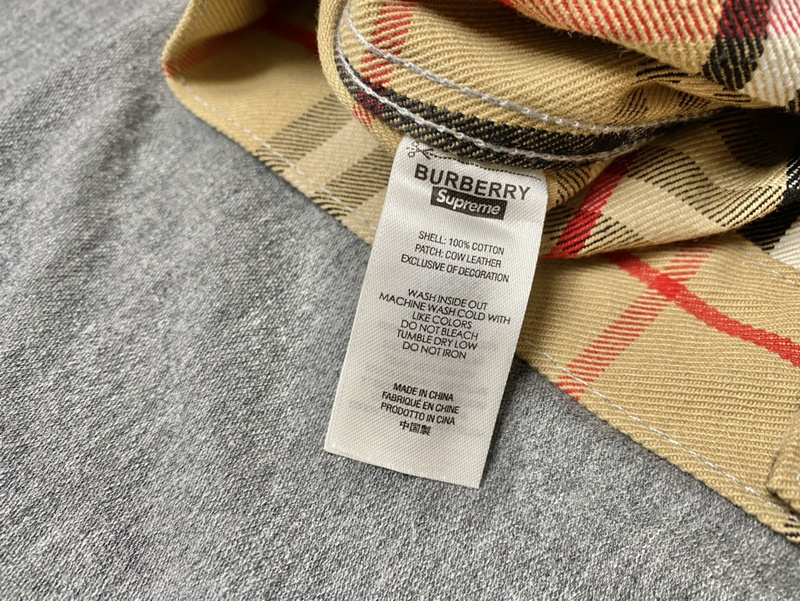 BURBERRY
Supreme
SHELL: 100% COTTON
PATCH: COW LEATHER
EXCLUSIVE OF DECORATION
WASH INSIDE OUT
MACHINE WASH COLD WITH
LIKE COLORS
DO NOT BLEACH
TUMBLE DRY LOW
DO NOT IRON
MADE IN CHINA
FABRIQUÉ EN CHINE
PRODOTTO IN CINA
中国製